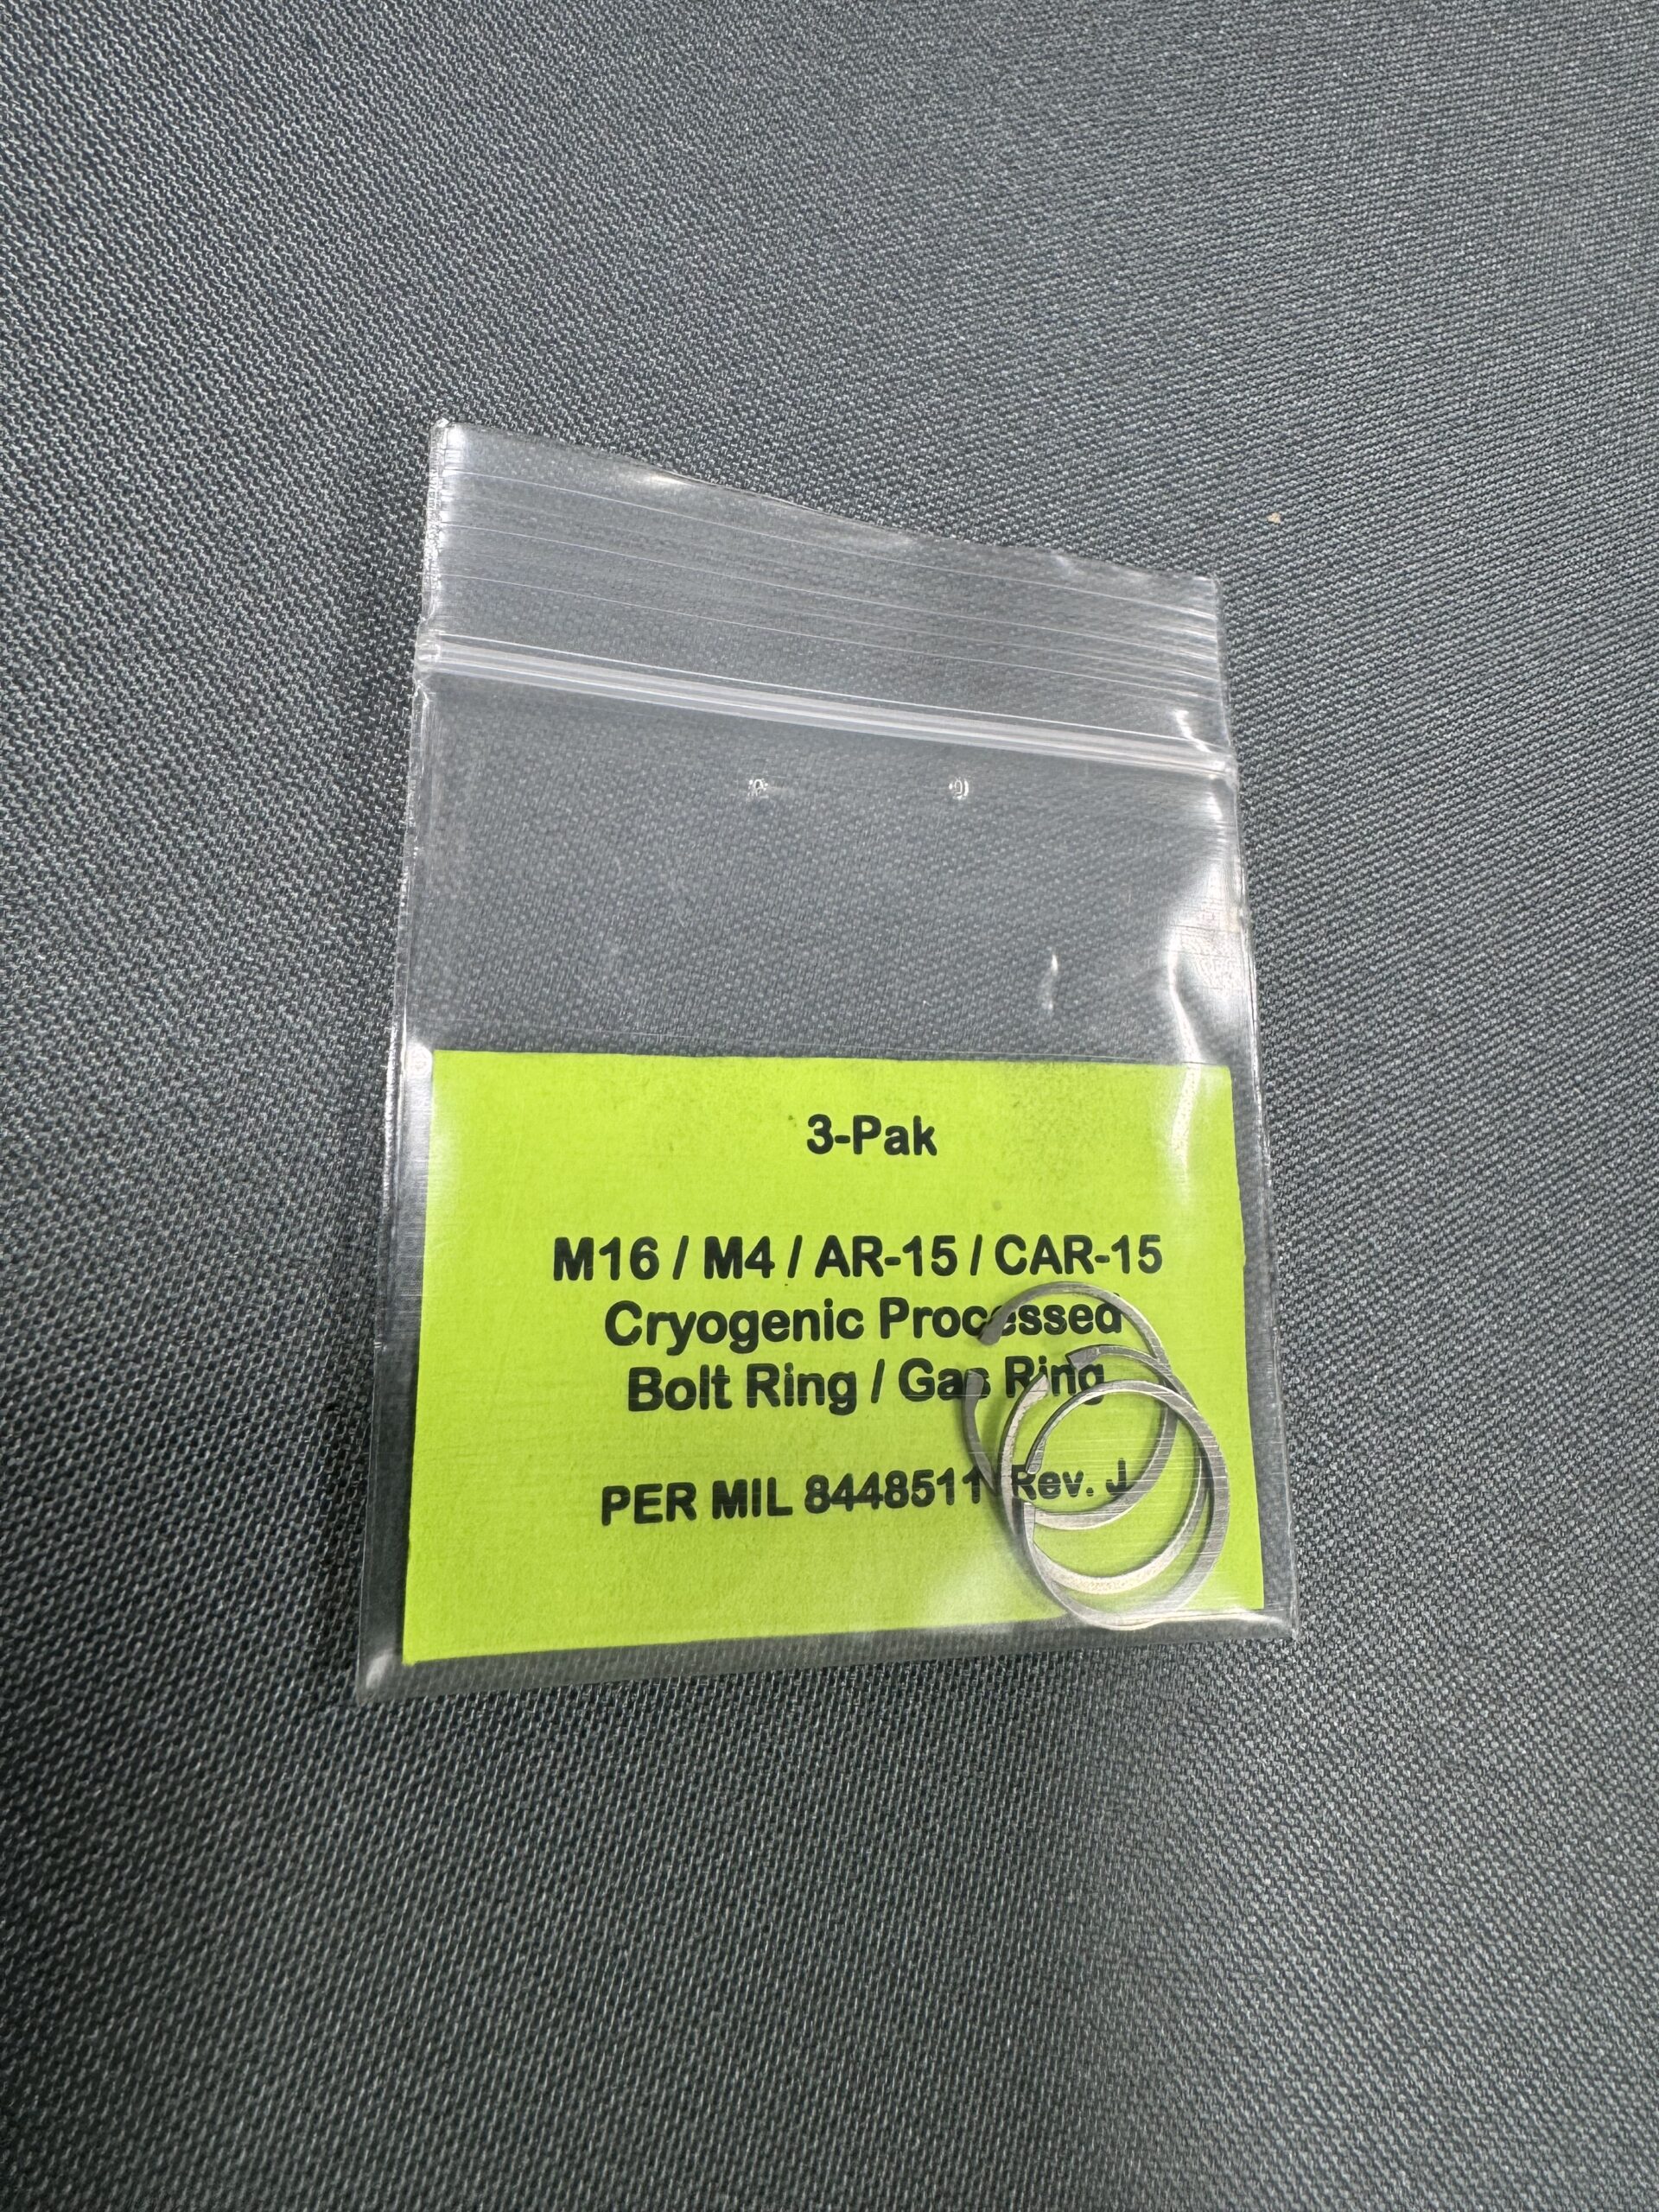 3-Pak
M16 / M4 / AR-15 / CAR-15
Cryogenic Processed
Bolt Ring / Gas Ring
PER MIL 8448511 Rev. J